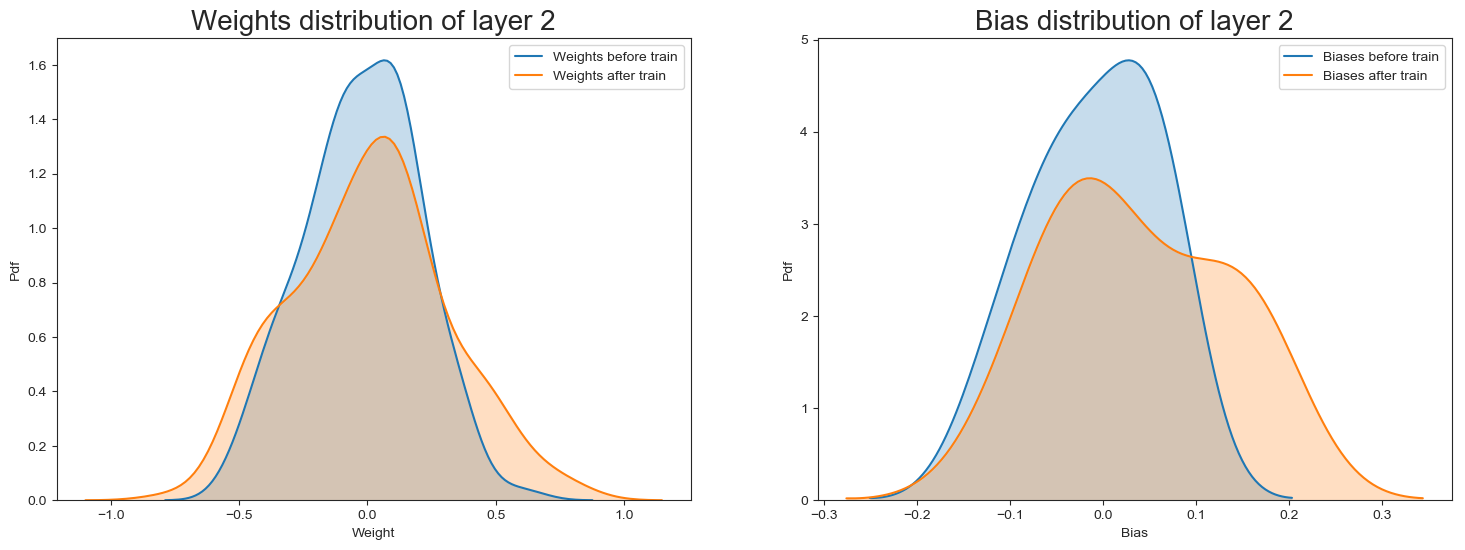 Weights distribution of layer 2
Weights before train
Weights after train
1.6
1.4
1.2
1.0
0.8
0.6
0.4
0.2
0.0
Pdf
−1.0
−0.5
0.0
0.5
1.0
Weight
Bias distribution of layer 2
Biases before train
Biases after train
5
4
3
2
1
0
Pdf
−0.3
−0.2
−0.1
0.0
0.1
0.2
0.3
Bias